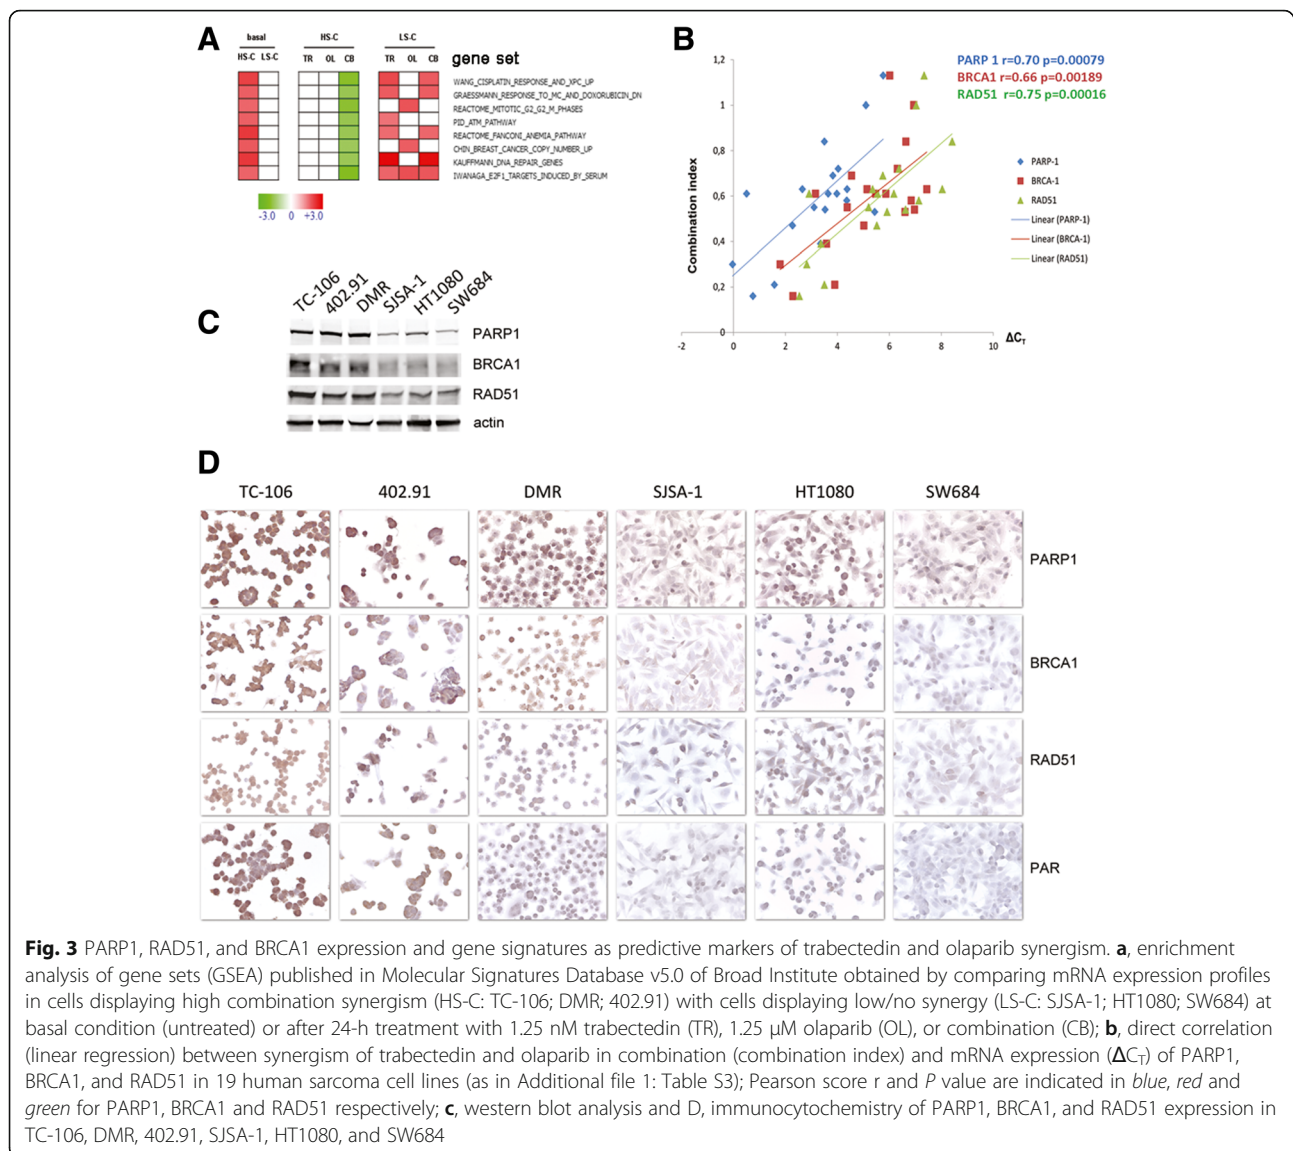 A
basal
HS-C
LS-C
HS-C LS-C
TR OL CB
TR OL CB
gene set
WANG_CISPLATIN_RESPONSE_AND_XPC_UP
GRAESSMANN_RESPONSE_TO_MC_AND_DOXORUBICIN_DN
REACTOME_MITOTIC_G2_G2_M_PHASES
PID_ATM_PATHWAY
REACTOME_FANCONI_ANEMIA_PATHWAY
CHIN_BREAST_CANCER_COPY_NUMBER_UP
KAUFFMANN_DNA_REPAIR_GENES
IWANAGA_E2F1_TARGETS_INDUCED_BY_SERUM
-3.0 0 +3.0
B
PARP 1 r=0.70 p=0.00079
BRCA1 r=0.66 p=0.00189
RAD51 r=0.75 p=0.00016
Combination index
1,2
1
0,8
0,6
0,4
0,2
0
-2 0 2 4 6 8 10
ΔCT
PARP-1
BRCA-1
RAD51
Linear (PARP-1)
Linear (BRCA-1)
Linear (RAD51)
C
TC-106 402.91 DMR SJSA-1 HT1080 SW684
PARP1
BRCA1
RAD51
actin
D
TC-106 402.91 DMR SJSA-1 HT1080 SW684
PARP1
BRCA1
RAD51
PAR
Fig. 3 PARP1, RAD51, and BRCA1 expression and gene signatures as predictive markers of trabectedin and olaparib synergism. a, enrichment
analysis of gene sets (GSEA) published in Molecular Signatures Database v5.0 of Broad Institute obtained by comparing mRNA expression profiles
in cells displaying high combination synergism (HS-C: TC-106; DMR; 402.91) with cells displaying low/no synergy (LS-C: SJSA-1; HT1080; SW684) at
basal condition (untreated) or after 24-h treatment with 1.25 nM trabectedin (TR), 1.25 μM olaparib (OL), or combination (CB); b, direct correlation
(linear regression) between synergism of trabectedin and olaparib in combination (combination index) and mRNA expression (ΔCT) of PARP1,
BRCA1, and RAD51 in 19 human sarcoma cell lines (as in Additional file 1: Table S3); Pearson score r and P value are indicated in blue, red and
green for PARP1, BRCA1 and RAD51 respectively; c, western blot analysis and D, immunocytochemistry of PARP1, BRCA1, and RAD51 expression in
TC-106, DMR, 402.91, SJSA-1, HT1080, and SW684